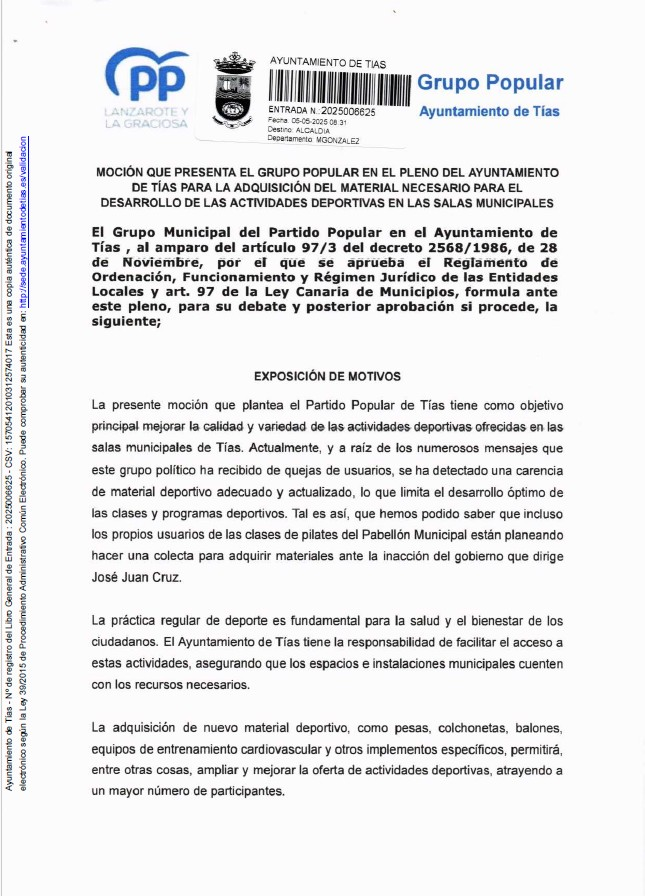 pp
LANZAROTE Y
LA GRACIOSA
AYUNTAMIENTO DE TIAS
ENTRADA N.:2025006625
Fecha: 05-05-2025 08:31
Destino: ALCALDIA
Departamento: MGONZALEZ
Grupo Popular
Ayuntamiento de Tías
MOCIÓN QUE PRESENTA EL GRUPO POPULAR EN EL PLENO DEL AYUNTAMIENTO
DE TÍAS PARA LA ADQUISICIÓN DEL MATERIAL NECESARIO PARA EL
DESARROLLO DE LAS ACTIVIDADES DEPORTIVAS EN LAS SALAS MUNICIPALES
El Grupo Municipal del Partido Popular en el Ayuntamiento de
Tías , al amparo del artículo 97/3 del decreto 2568/1986, de 28
de Noviembre, por el que se aprueba el Reglamento de
Ordenación, Funcionamiento y Régimen Jurídico de las Entidades
Locales y art. 97 de la Ley Canaria de Municipios, formula ante
este pleno, para su debate y posterior aprobación si procede, la
siguiente;
EXPOSICIÓN DE MOTIVOS
La presente moción que plantea el Partido Popular de Tías tiene como objetivo
principal mejorar la calidad y variedad de las actividades deportivas ofrecidas en las
salas municipales de Tías. Actualmente, y a raíz de los numerosos mensajes que
este grupo político ha recibido de quejas de usuarios, se ha detectado una carencia
de material deportivo adecuado y actualizado, lo que limita el desarrollo óptimo de
las clases y programas deportivos. Tal es así, que hemos podido saber que incluso
los propios usuarios de las clases de pilates del Pabellón Municipal están planeando
hacer una colecta para adquirir materiales ante la inacción del gobierno que dirige
José Juan Cruz.
La práctica regular de deporte es fundamental para la salud y el bienestar de los
ciudadanos. El Ayuntamiento de Tías tiene la responsabilidad de facilitar el acceso a
estas actividades, asegurando que los espacios e instalaciones municipales cuenten
con los recursos necesarios.
La adquisición de nuevo material deportivo, como pesas, colchonetas, balones,
equipos de entrenamiento cardiovascular y otros implementos específicos, permitirá,
entre otras cosas, ampliar y mejorar la oferta de actividades deportivas, atrayendo a
un mayor número de participantes.
Ayuntamiento de Tías - Nº de registro del Libro General de Entrada : 2025006625 - CSV: 15705412010312574017 Esta es una copia auténtica de documento original
electrónico según la Ley 39/2015 de Procedimiento Administrativo Común Electrónico. Puede comprobar su autenticidad en: http://sede.ayuntamientodetias.es/validacion